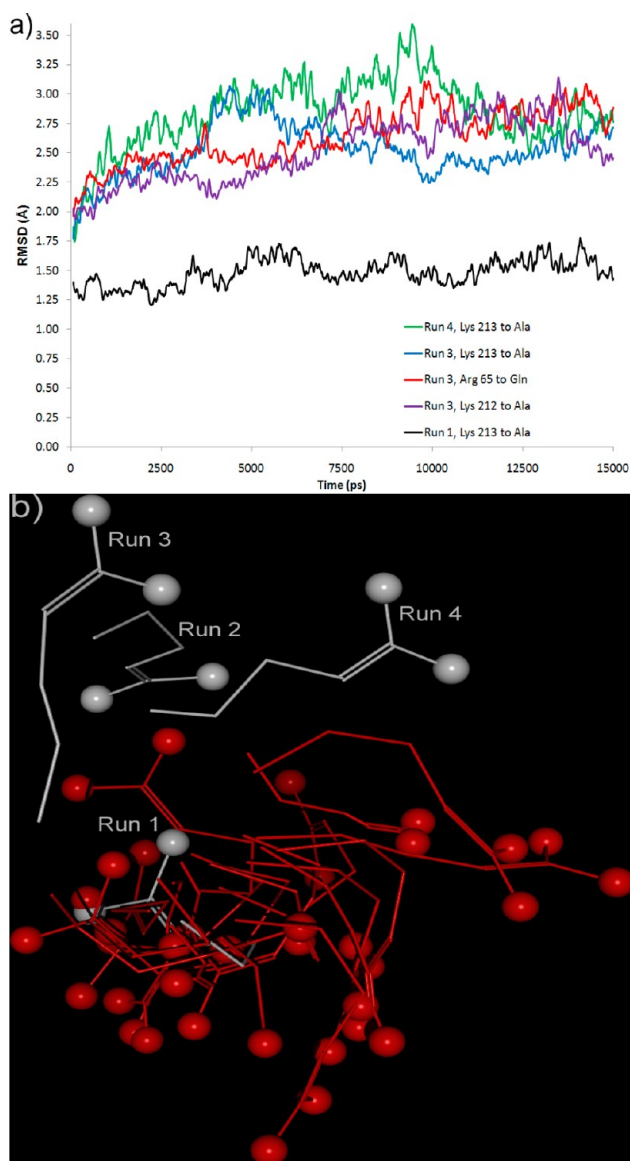 a)
3.50
3.25
3.00
2.75
2.50
2.25
2.00
1.75
1.50
1.25
1.00
0.75
0.50
0.25
0.00
RMSD (Å)
Run 4, Lys 213 to Ala
Run 3, Lys 213 to Ala
Run 3, Arg 65 to Gln
Run 3, Lys 212 to Ala
Run 1, Lys 213 to Ala
0 2500 5000 7500 10000 12500 15000
Time (ps)
b)
Run 3
Run 2
Run 4
Run 1